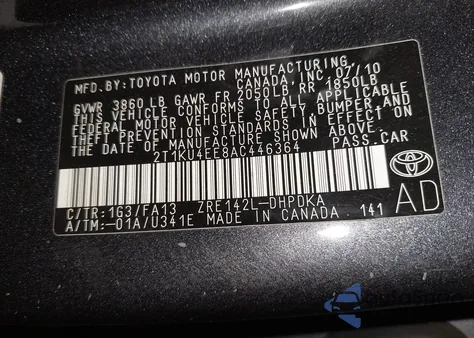 MFD.BY:TOYOTA MOTOR MANUFACTURING
CANADA,INC. 07/10
GVWR 3860 LB GAWR FR 2050LB RR 1850LB
THIS VEHICLE CONFORMS TO ALL APPLICABLE
FEDERAL MOTOR VEHICLE SAFETY, BUMPER, AND
THEFT PREVENTION STANDARDS IN EFFECT ON
THE DATE OF MANUFACTURE SHOWN ABOVE.
2T1KU4EE8AC446364 PASS.CAR
C/TR:1G3/FA13 ZRE142L-DHPDKA
A/TM:-01A/U341E MADE IN CANADA 141
AD